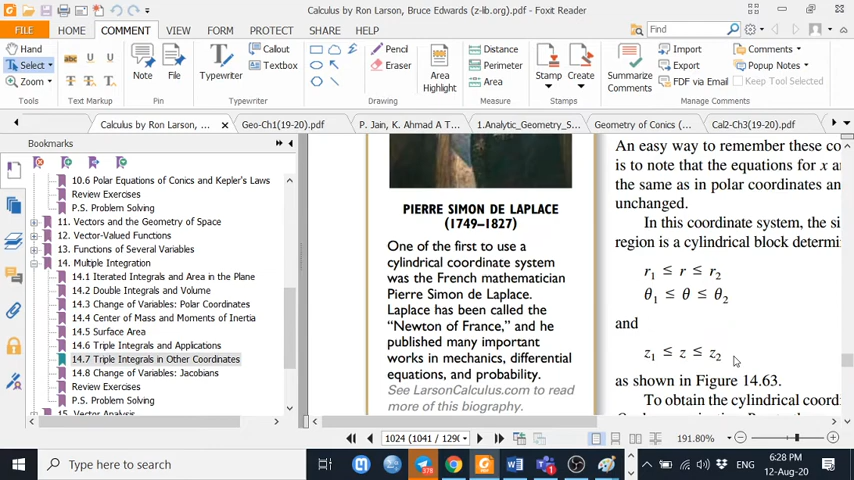 Calculus by Ron Larson, Bruce Edwards (z-lib.org).pdf - Foxit Reader
FILE HOME COMMENT VIEW FORM PROTECT HELP TUTORIAL
Find
Hand
Select
Zoom
Tools
Text Markup
Note
File
Pin
Typewriter
Callout
Textbox
Typewriter
Drawing
Pencil
Eraser
Area
Highlight
Distance
Perimeter
Area
Measure
Stamp
Create
Stamps
Summarize
Comments
Import
Export
FDF via Email
Comments
Popup Notes
Keep Tool Selected
Manage Comments
Calculus by Ron Larson, ...
Geo-Ch1(19-20).pdf
P. Jain, K. Ahmad A T...
1.Analytic_Geometry_S...
Geometry of Conics (...
Cal2-Ch3(19-20).pdf
Bookmarks
10.6 Polar Equations of Conics and Kepler's Laws
Review Exercises
P.S. Problem Solving
11. Vectors and the Geometry of Space
12. Vector-Valued Functions
13. Functions of Several Variables
14. Multiple Integration
14.1 Iterated Integrals and Area in the Plane
14.2 Double Integrals and Volume
14.3 Change of Variables: Polar Coordinates
14.4 Center of Mass and Moments of Inertia
14.5 Surface Area
14.6 Triple Integrals and Applications
14.7 Triple Integrals in Other Coordinates
14.8 Change of Variables: Jacobians
Review Exercises
P.S. Problem Solving
15. Vector Analysis
PIERRE SIMON DE LAPLACE
(1749–1827)
One of the first to use a
cylindrical coordinate system
was the French mathematician
Pierre Simon de Laplace.
Laplace has been called the
“Newton of France,” and he
published many important
works in mechanics, differential
equations, and probability.
See LarsonCalculus.com to read
more of this biography.
An easy way to remember these co
is to note that the equations for x a
the same as in polar coordinates an
unchanged.
In this coordinate system, the si
region is a cylindrical block determi
r1 ≤ r ≤ r2
θ1 ≤ θ ≤ θ2
and
z1 ≤ z ≤ z2
as shown in Figure 14.63.
To obtain the cylindrical coordi
1024 (1041 / 1290
191.80%
Type here to search
378
ENG
6:28 PM
12-Aug-20